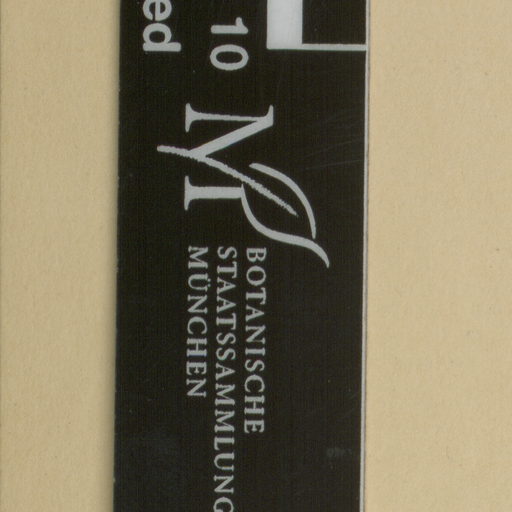 ed
10
BOTANISCHE
STAATSSAMMLUNG
MÜNCHEN